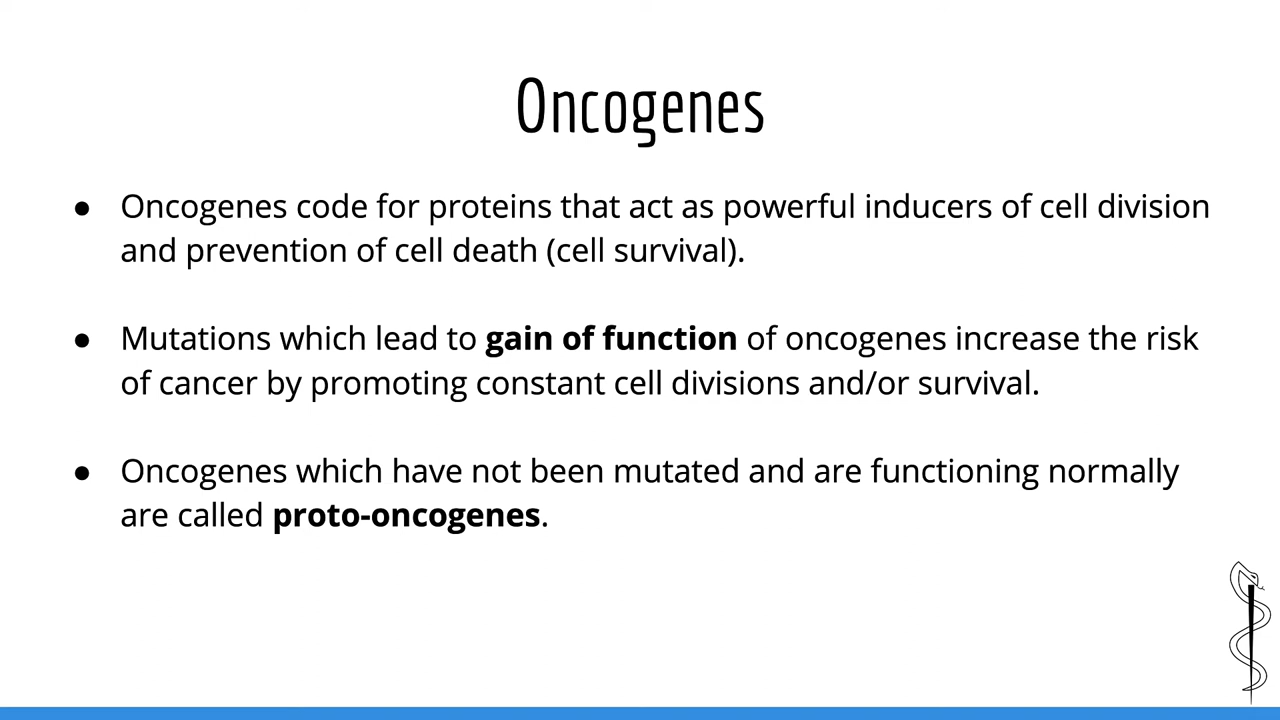 Oncogenes
● Oncogenes code for proteins that act as powerful inducers of cell division
and prevention of cell death (cell survival).
● Mutations which lead to gain of function of oncogenes increase the risk
of cancer by promoting constant cell divisions and/or survival.
● Oncogenes which have not been mutated and are functioning normally
are called proto-oncogenes.